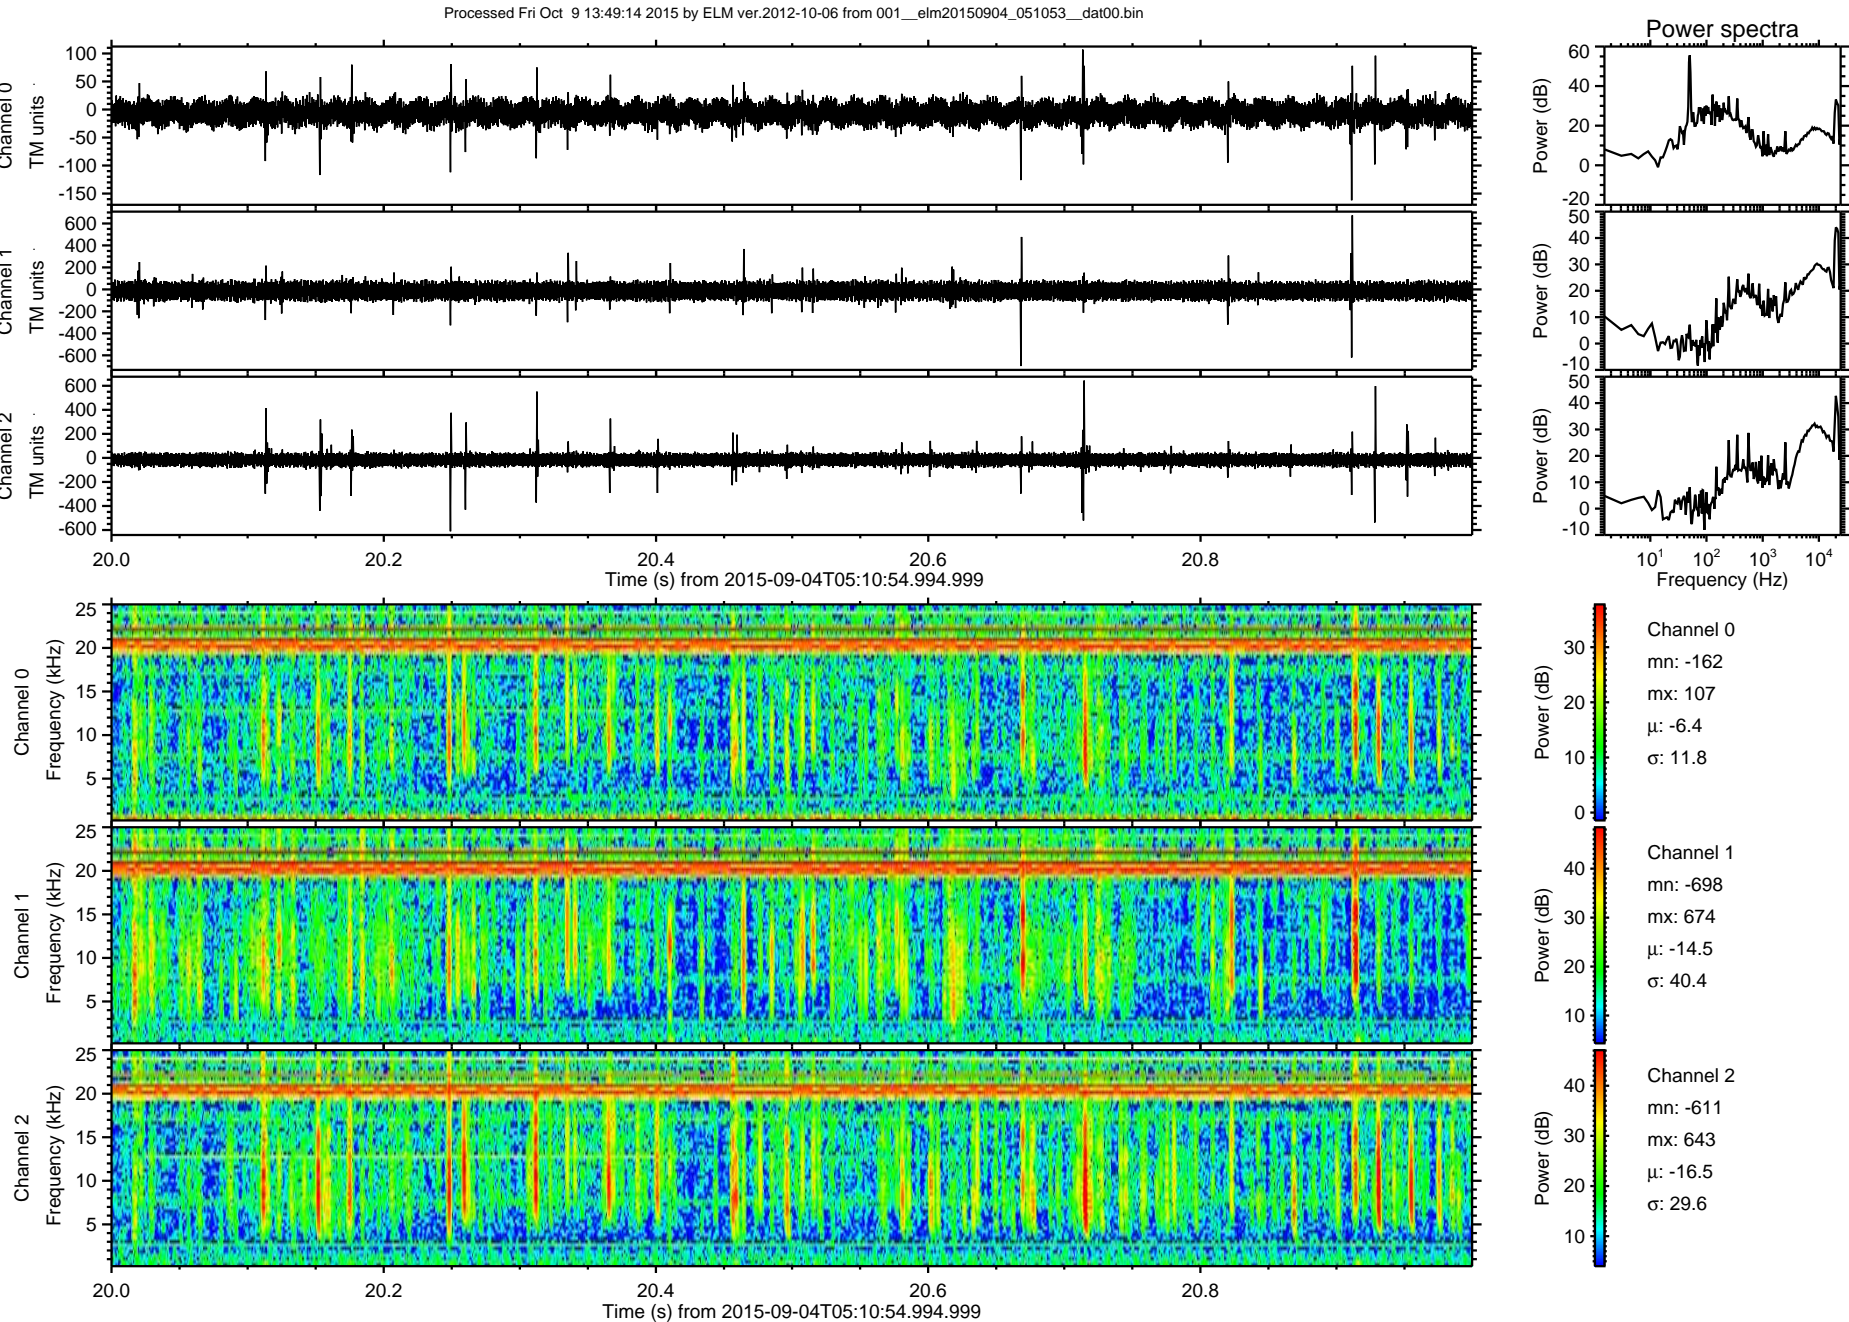 Processed Fri Oct 9 13:49:14 2015 by ELM ver.2012-10-06 from 001__elm20150904_051053__dat00.bin
Power spectra
Channel 0
TM units
100
50
0
-50
-100
-150
Power (dB)
60
40
20
0
-20
Channel 1
TM units
600
400
200
0
-200
-400
-600
Power (dB)
50
40
30
20
10
0
-10
Channel 2
TM units
600
400
200
0
-200
-400
-600
Power (dB)
50
40
30
20
10
0
-10
20.0 20.2 20.4 20.6 20.8
Time (s) from 2015-09-04T05:10:54.994.999
10¹ 10² 10³ 10⁴
Frequency (Hz)
Channel 0
Frequency (kHz)
25
20
15
10
5
Power (dB)
30
20
10
0
Channel 0
mn: -162
mx: 107
μ: -6.4
σ: 11.8
Channel 1
Frequency (kHz)
25
20
15
10
5
Power (dB)
40
30
20
10
Channel 1
mn: -698
mx: 674
μ: -14.5
σ: 40.4
Channel 2
Frequency (kHz)
25
20
15
10
5
Power (dB)
40
30
20
10
Channel 2
mn: -611
mx: 643
μ: -16.5
σ: 29.6
20.0 20.2 20.4 20.6 20.8
Time (s) from 2015-09-04T05:10:54.994.999